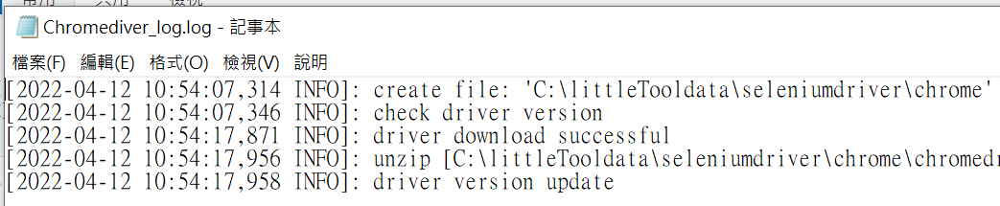 Chromediver_log.log - 記事本
檔案(F) 編輯(E) 格式(O) 檢視(V) 說明
[2022-04-12 10:54:07,314 INFO]: create file: 'C:\littleTooldata\seleniumdriver\chrome'
[2022-04-12 10:54:07,346 INFO]: check driver version
[2022-04-12 10:54:17,871 INFO]: driver download successful
[2022-04-12 10:54:17,956 INFO]: unzip [C:\littleTooldata\seleniumdriver\chrome\chromedr
[2022-04-12 10:54:17,958 INFO]: driver version update